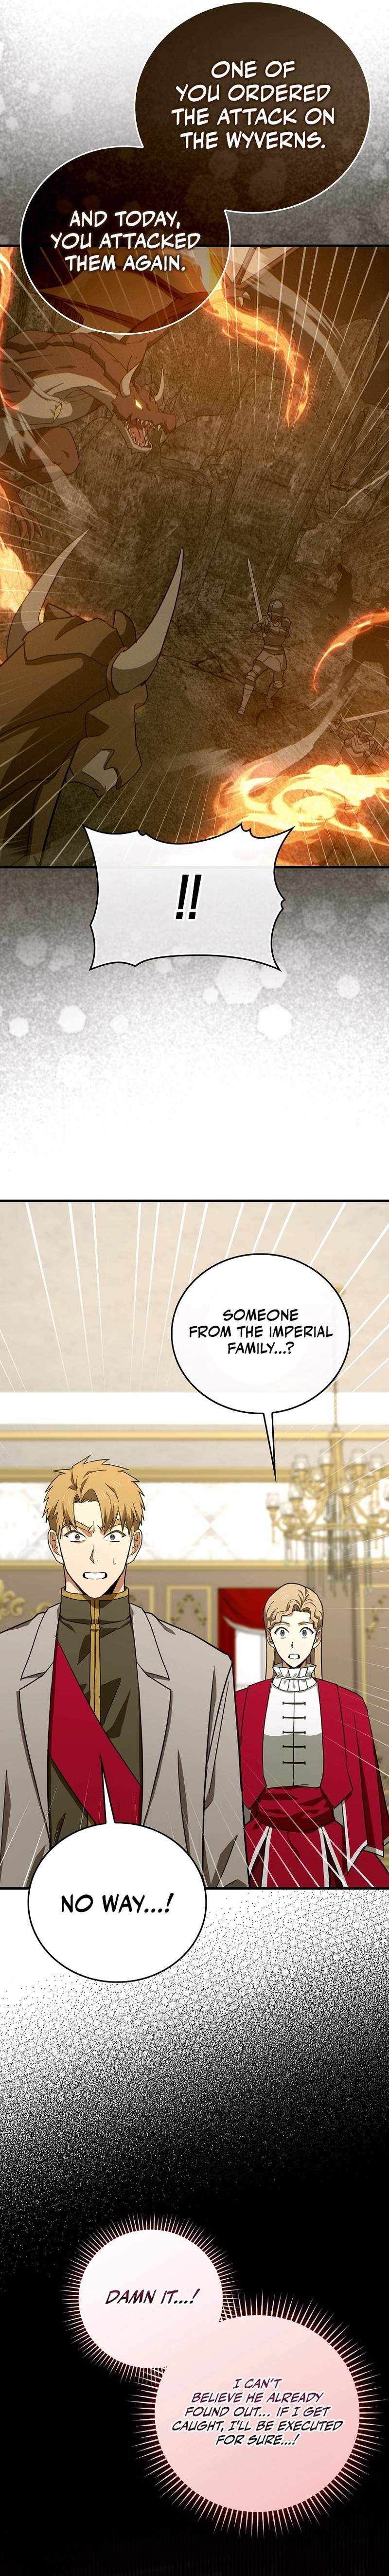 ONE OF
YOU ORDERED
THE ATTACK ON
THE WYVERNS.
AND TODAY,
YOU ATTACKED
THEM AGAIN.
!!
SOMEONE
FROM THE IMPERIAL
FAMILY...?
NO WAY...!
DAMN IT...!
I CAN'T
BELIEVE HE ALREADY
FOUND OUT... IF I GET
CAUGHT, I'LL BE EXECUTED
FOR SURE...!